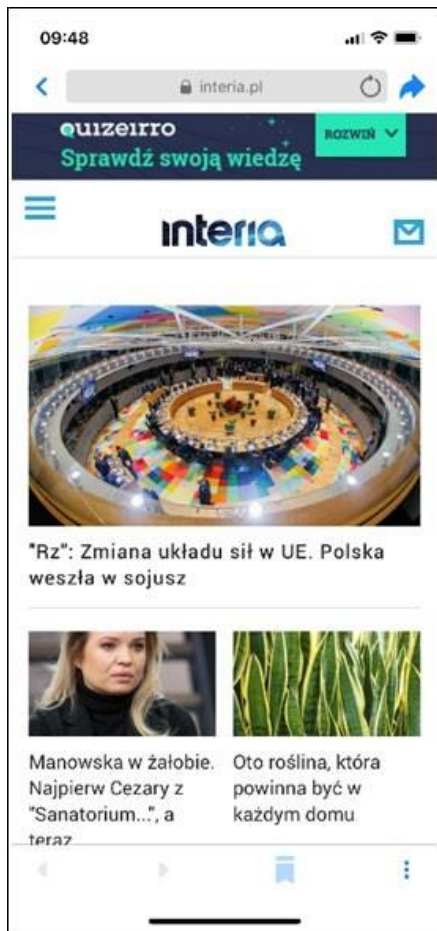 09:48
interia.pl
quizeirro
ROZWIŃ
Sprawdź swoją wiedzę
interia
"Rz": Zmiana układu sił w UE. Polska
weszła w sojusz
Manowska w żałobie.
Najpierw Cezary z
"Sanatorium...", a
teraz
Oto roślina, która
powinna być w
każdym domu